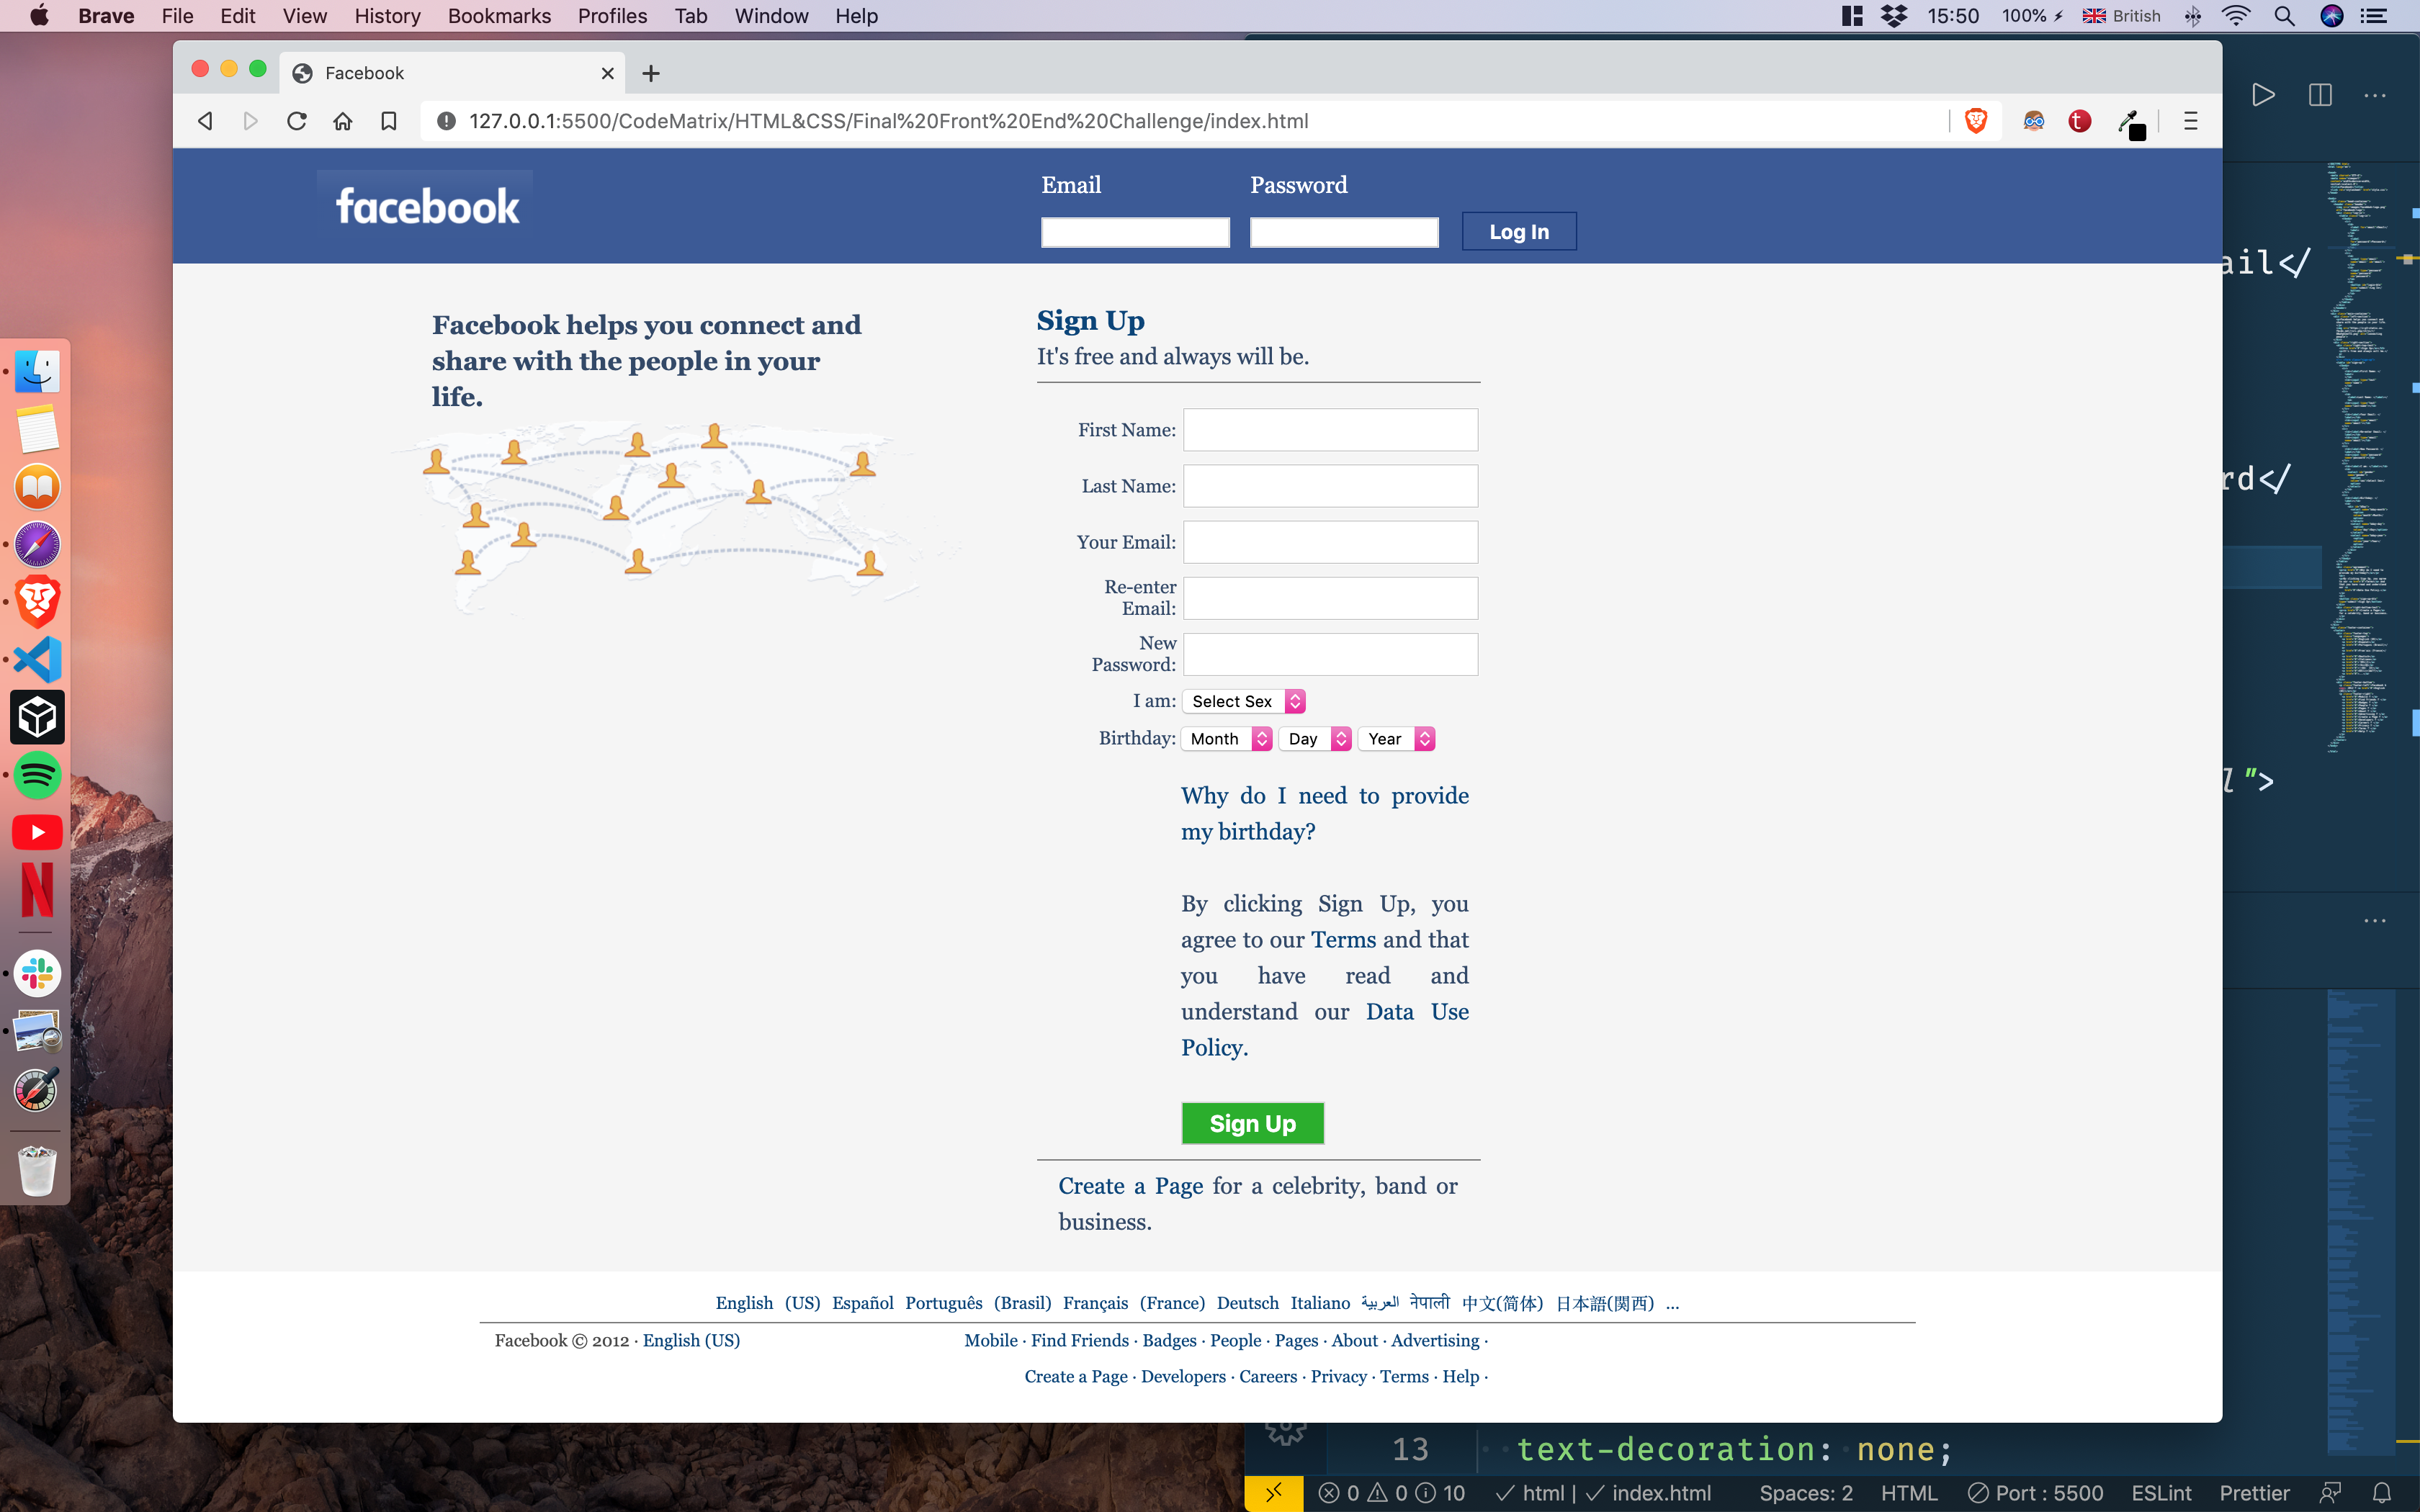 Brave File Edit View History Bookmarks Profiles Tab Window Help
15:50 100% British
Facebook
127.0.0.1:5500/CodeMatrix/HTML&CSS/Final%20Front%20End%20Challenge/index.html
facebook
Email Password
Log In
Facebook helps you connect and
share with the people in your
life.
Sign Up
It's free and always will be.
First Name:
Last Name:
Your Email:
Re-enter
Email:
New
Password:
I am: Select Sex
Birthday: Month Day Year
Why do I need to provide
my birthday?
By clicking Sign Up, you
agree to our Terms and that
you have read and
understand our Data Use
Policy.
Sign Up
Create a Page for a celebrity, band or
business.
English (US) Español Português (Brasil) Français (France) Deutsch Italiano العربية नेपाली 中文(简体) 日本語(関西) ...
Facebook © 2012 · English (US)
Mobile · Find Friends · Badges · People · Pages · About · Advertising ·
Create a Page · Developers · Careers · Privacy · Terms · Help ·
ail</
rd</
l">
13 text-decoration: none;
0 0 10 html | index.html Spaces: 2 HTML Port : 5500 ESLint Prettier